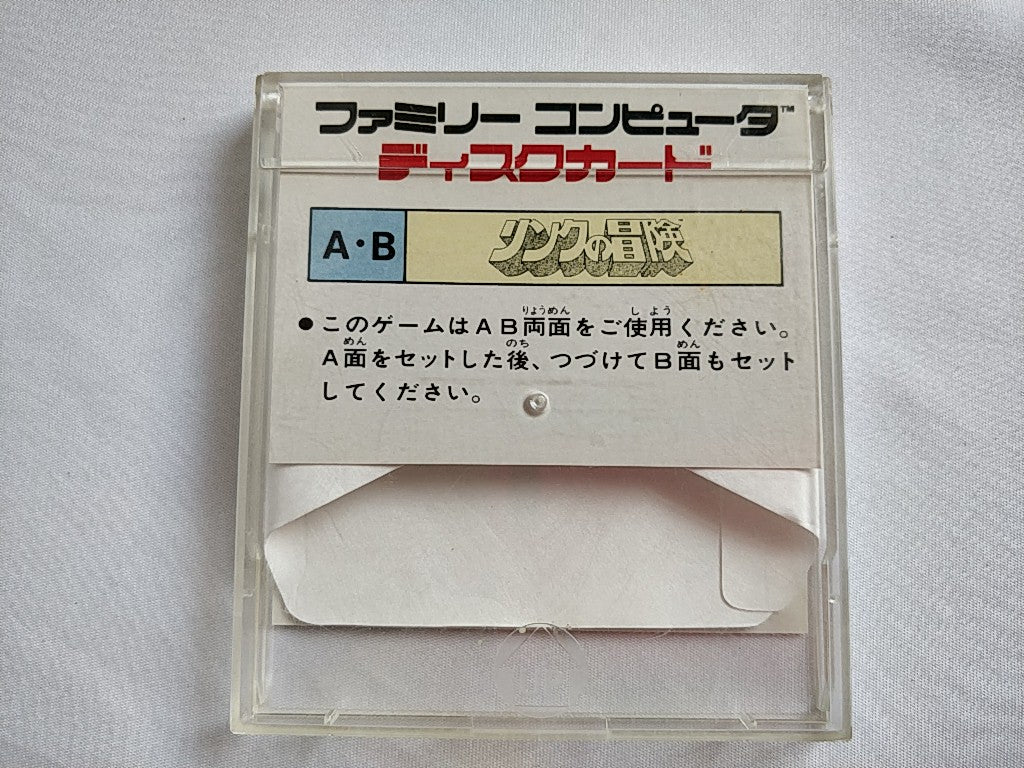 ファミリー コンピュータ™
ディスクカード
A・B リンクの冒険
りょうめん しよう
●このゲームはAB両面をご使用ください。
めん のち めん
A面をセットした後、つづけてB面もセット
してください。